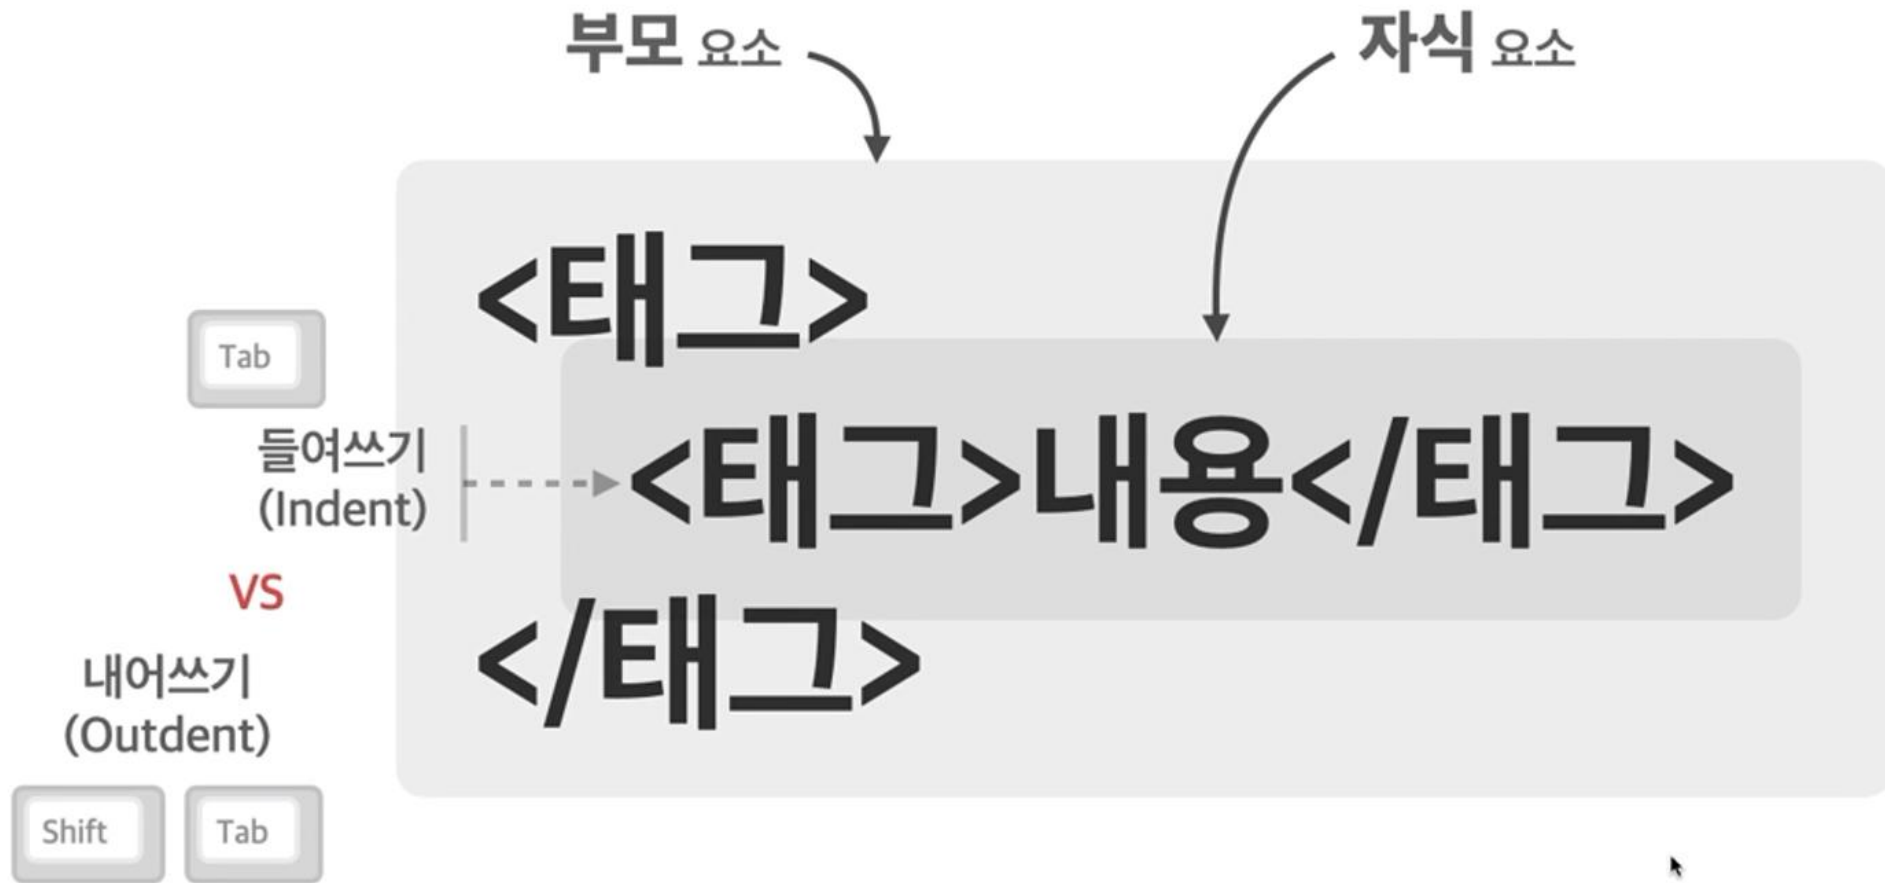 부모 요소
자식 요소
<태그>
Tab
들여쓰기
(Indent)
<태그>내용</태그>
VS
</태그>
내어쓰기
(Outdent)
Shift
Tab